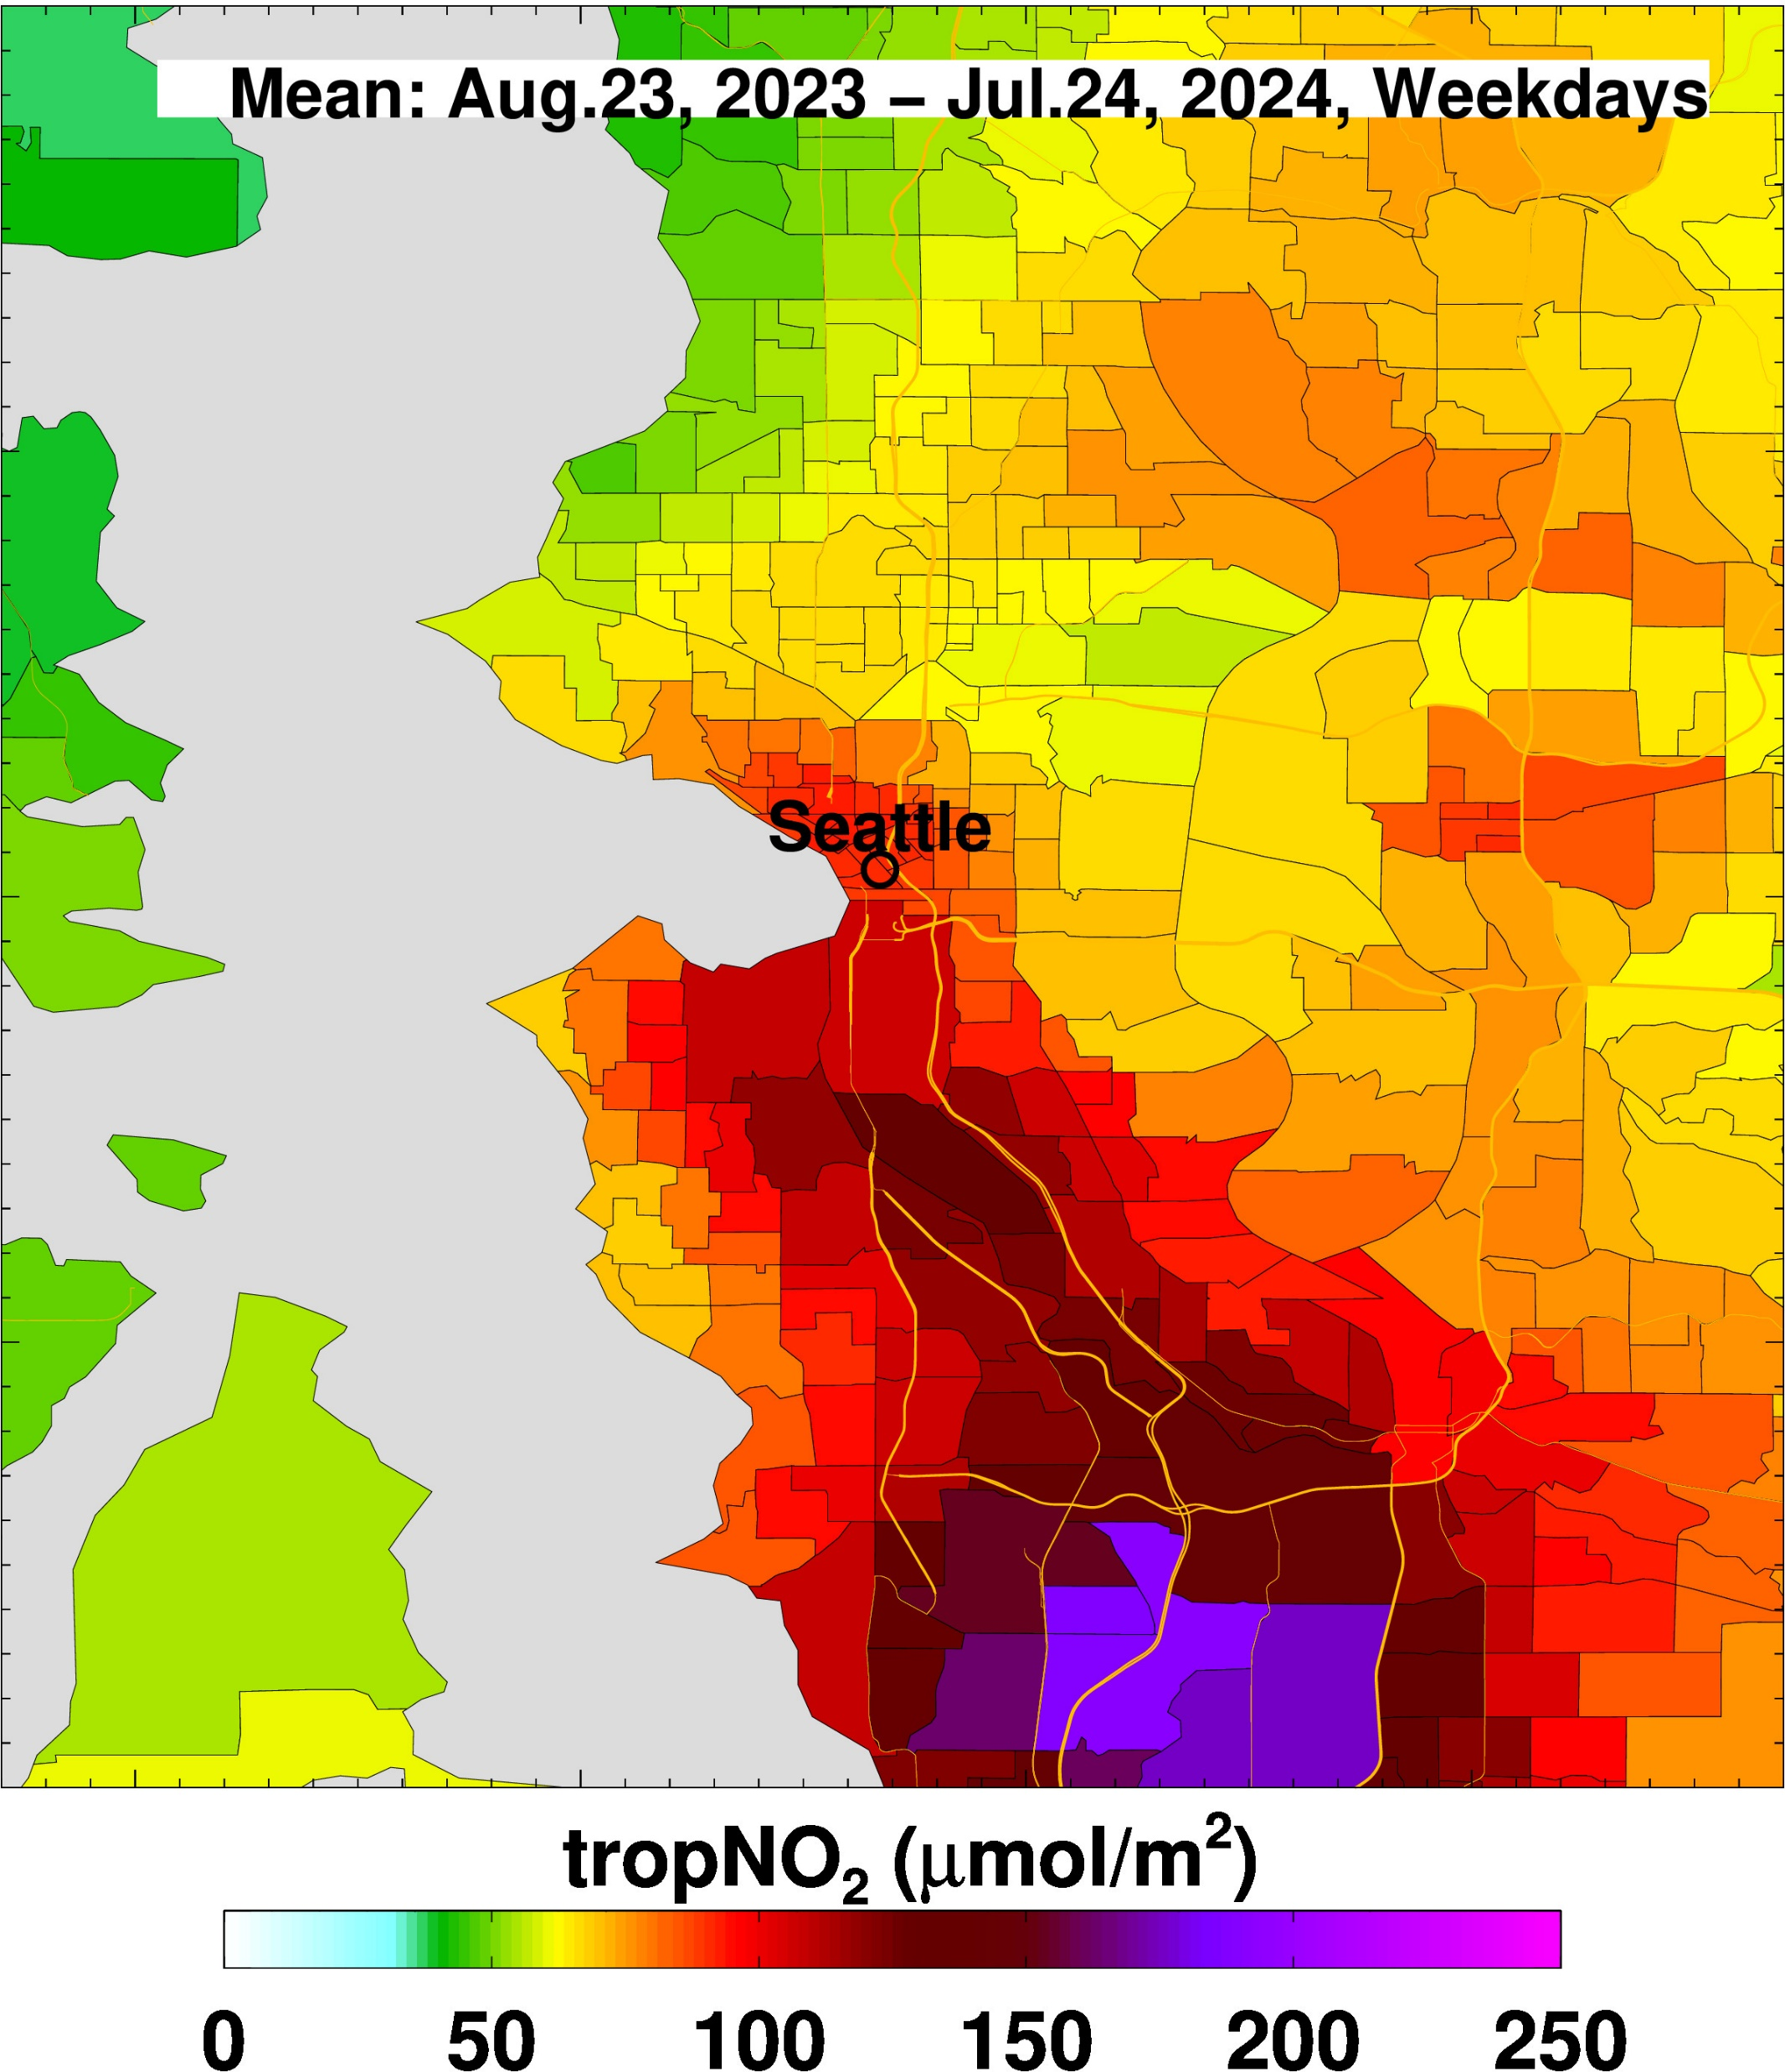 Mean: Aug.23, 2023 – Jul.24, 2024, Weekdays
Seattle
tropNO₂ (μmol/m²)
0 50 100 150 200 250